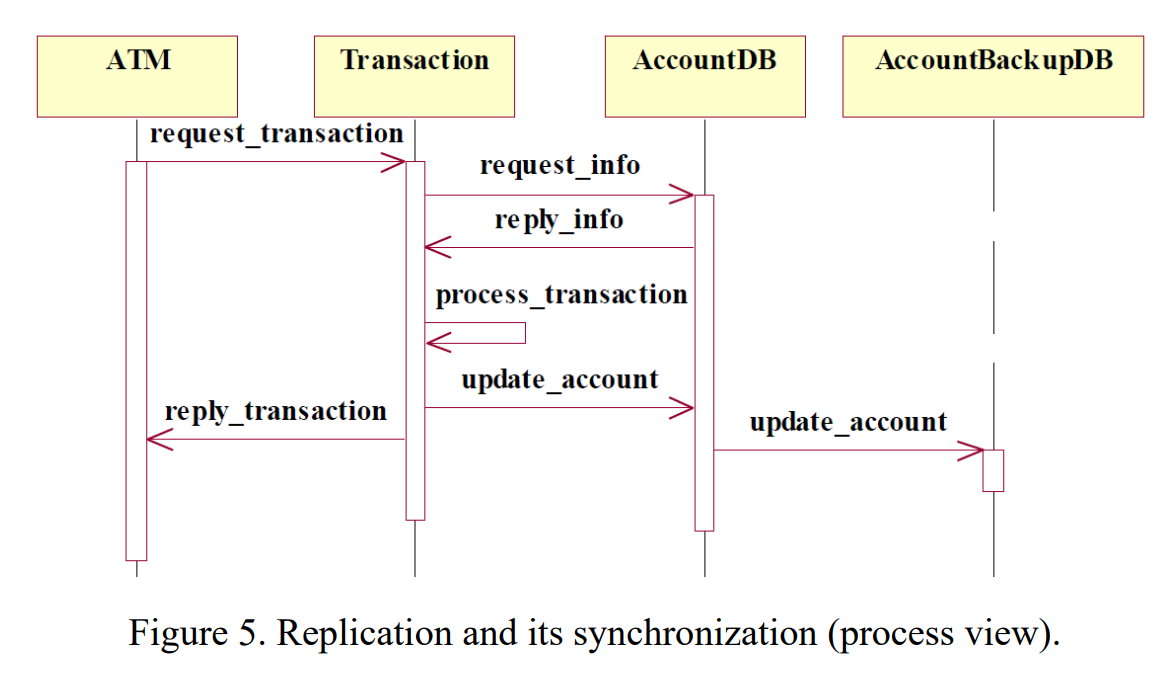 ATM
Transaction
AccountDB
AccountBackupDB
request_transaction
request_info
reply_info
process_transaction
update_account
reply_transaction
update_account
Figure 5. Replication and its synchronization (process view).